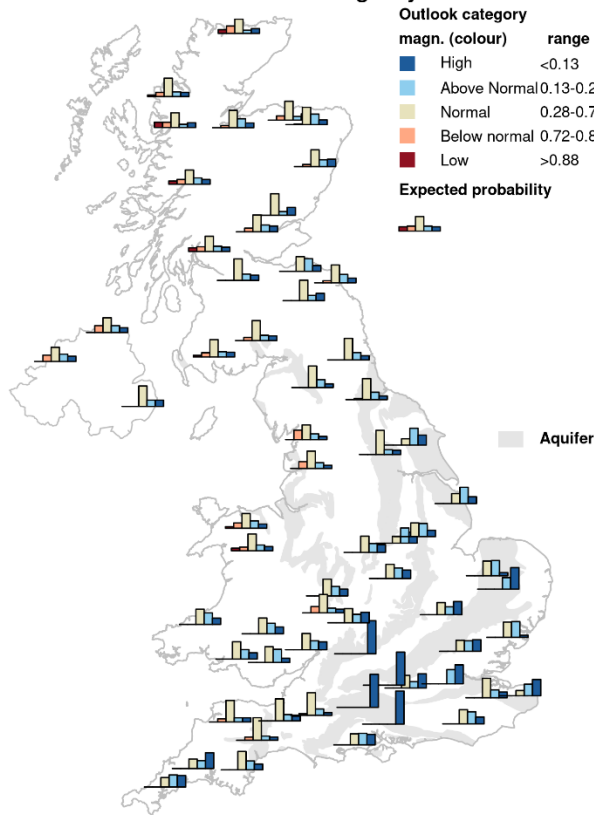 Outlook category
magn. (colour) range
High <0.13
Above Normal 0.13-0.2
Normal 0.28-0.7
Below normal 0.72-0.8
Low >0.88
Expected probability
Aquifer